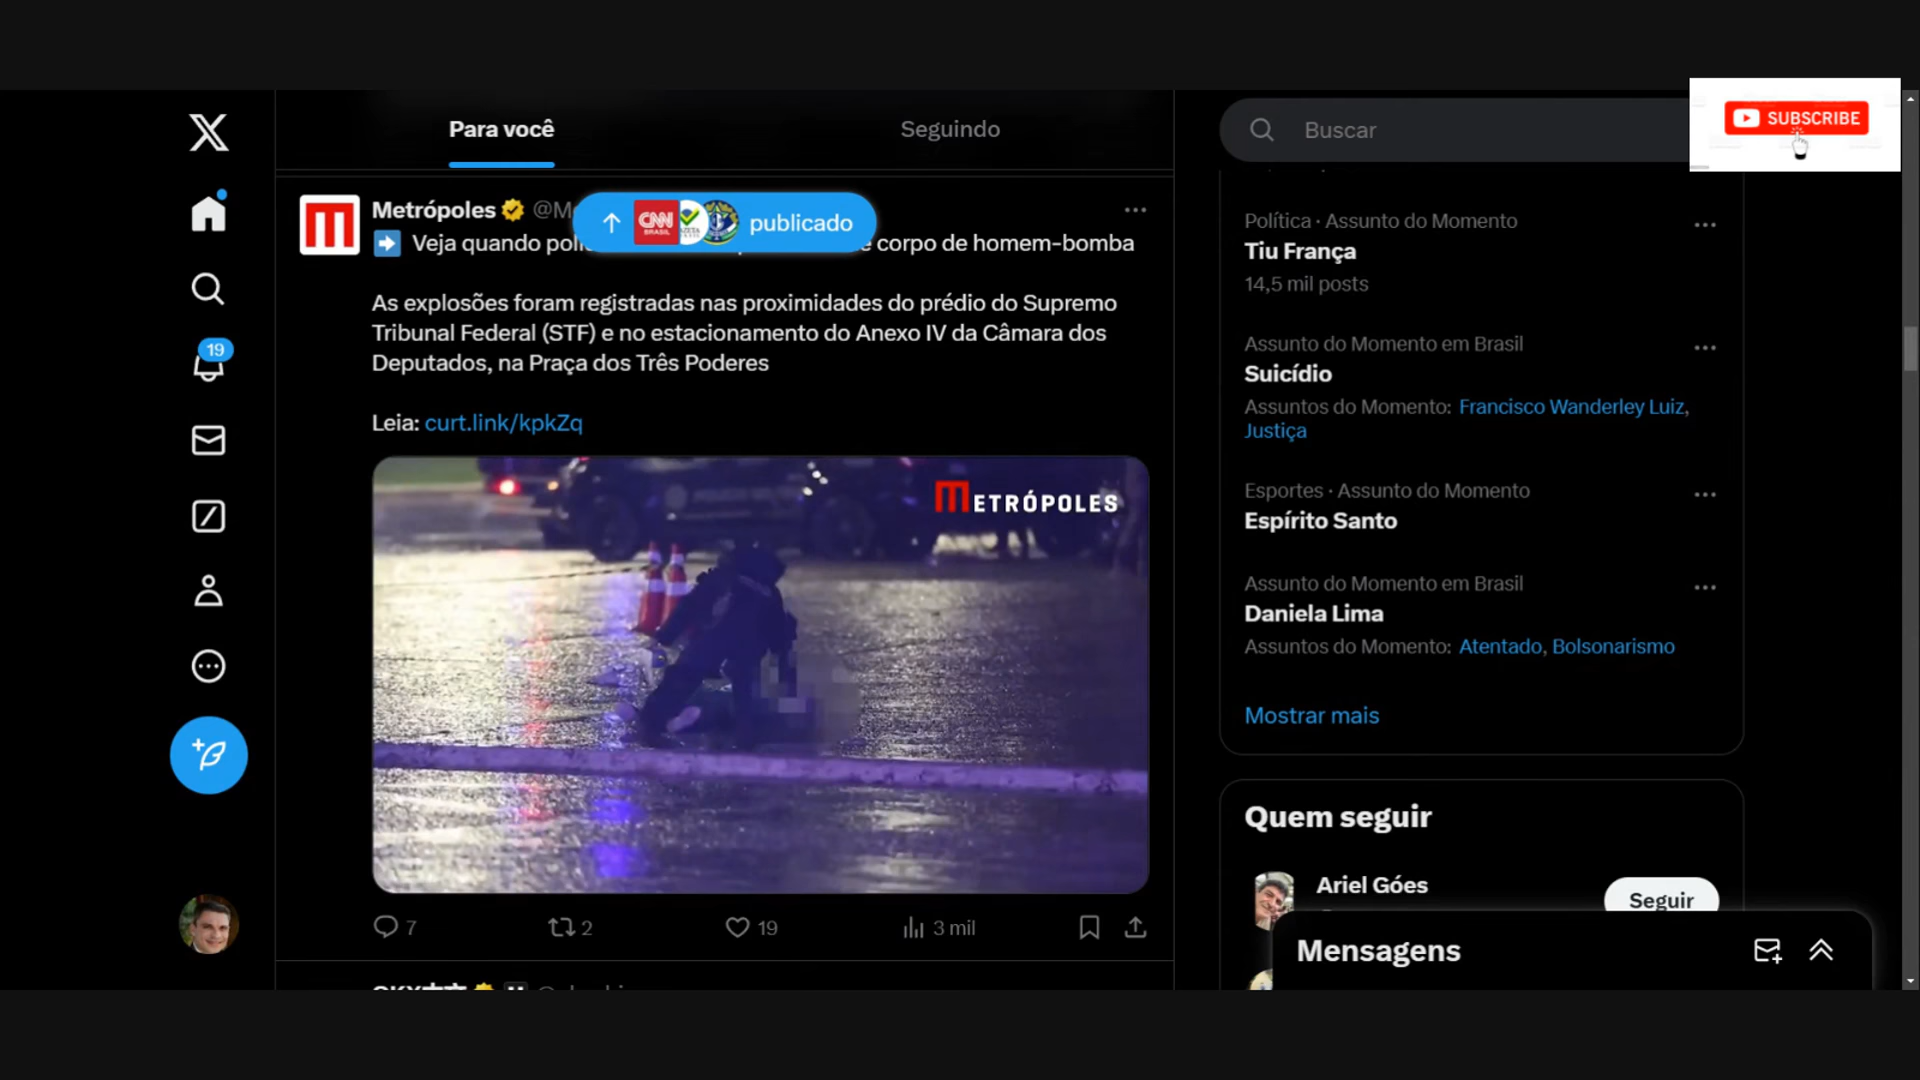 Para você
Seguindo
Buscar
SUBSCRIBE
Metrópoles
CNN
BRASIL
publicado
Veja quando
corpo de homem-bomba
As explosões foram registradas nas proximidades do prédio do Supremo
Tribunal Federal (STF) e no estacionamento do Anexo IV da Câmara dos
Deputados, na Praça dos Três Poderes
Leia: curt.link/kpkZq
METRÓPOLES
7
2
19
3 mil
19
Política · Assunto do Momento
Tiu França
14,5 mil posts
Assunto do Momento em Brasil
Suicídio
Assuntos do Momento: Francisco Wanderley Luiz,
Justiça
Esportes · Assunto do Momento
Espírito Santo
Assunto do Momento em Brasil
Daniela Lima
Assuntos do Momento: Atentado, Bolsonarismo
Mostrar mais
Quem seguir
Ariel Góes
Seguir
Mensagens